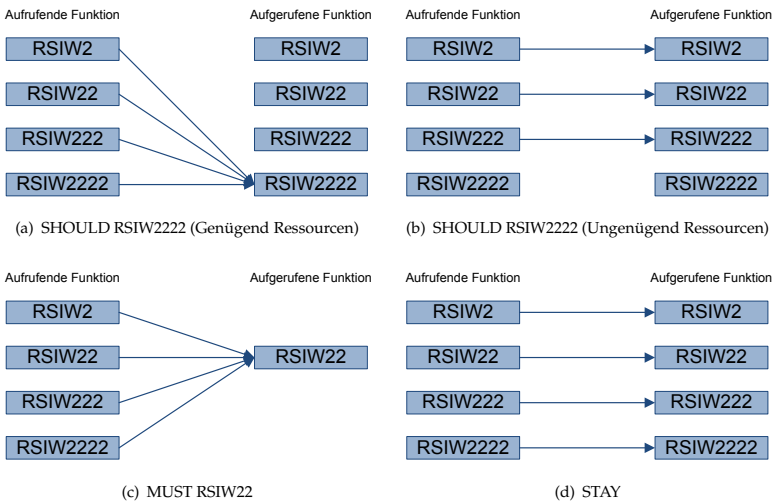 Aufrufende Funktion
Aufgerufene Funktion
RSIW2
RSIW2
RSIW22
RSIW22
RSIW222
RSIW222
RSIW2222
RSIW2222
(a) SHOULD RSIW2222 (Genügend Ressourcen)
Aufrufende Funktion
Aufgerufene Funktion
RSIW2
RSIW2
RSIW22
RSIW22
RSIW222
RSIW222
RSIW2222
RSIW2222
(b) SHOULD RSIW2222 (Ungenügend Ressourcen)
Aufrufende Funktion
Aufgerufene Funktion
RSIW2
RSIW22
RSIW22
RSIW222
RSIW2222
(c) MUST RSIW22
Aufrufende Funktion
Aufgerufene Funktion
RSIW2
RSIW2
RSIW22
RSIW22
RSIW222
RSIW222
RSIW2222
RSIW2222
(d) STAY